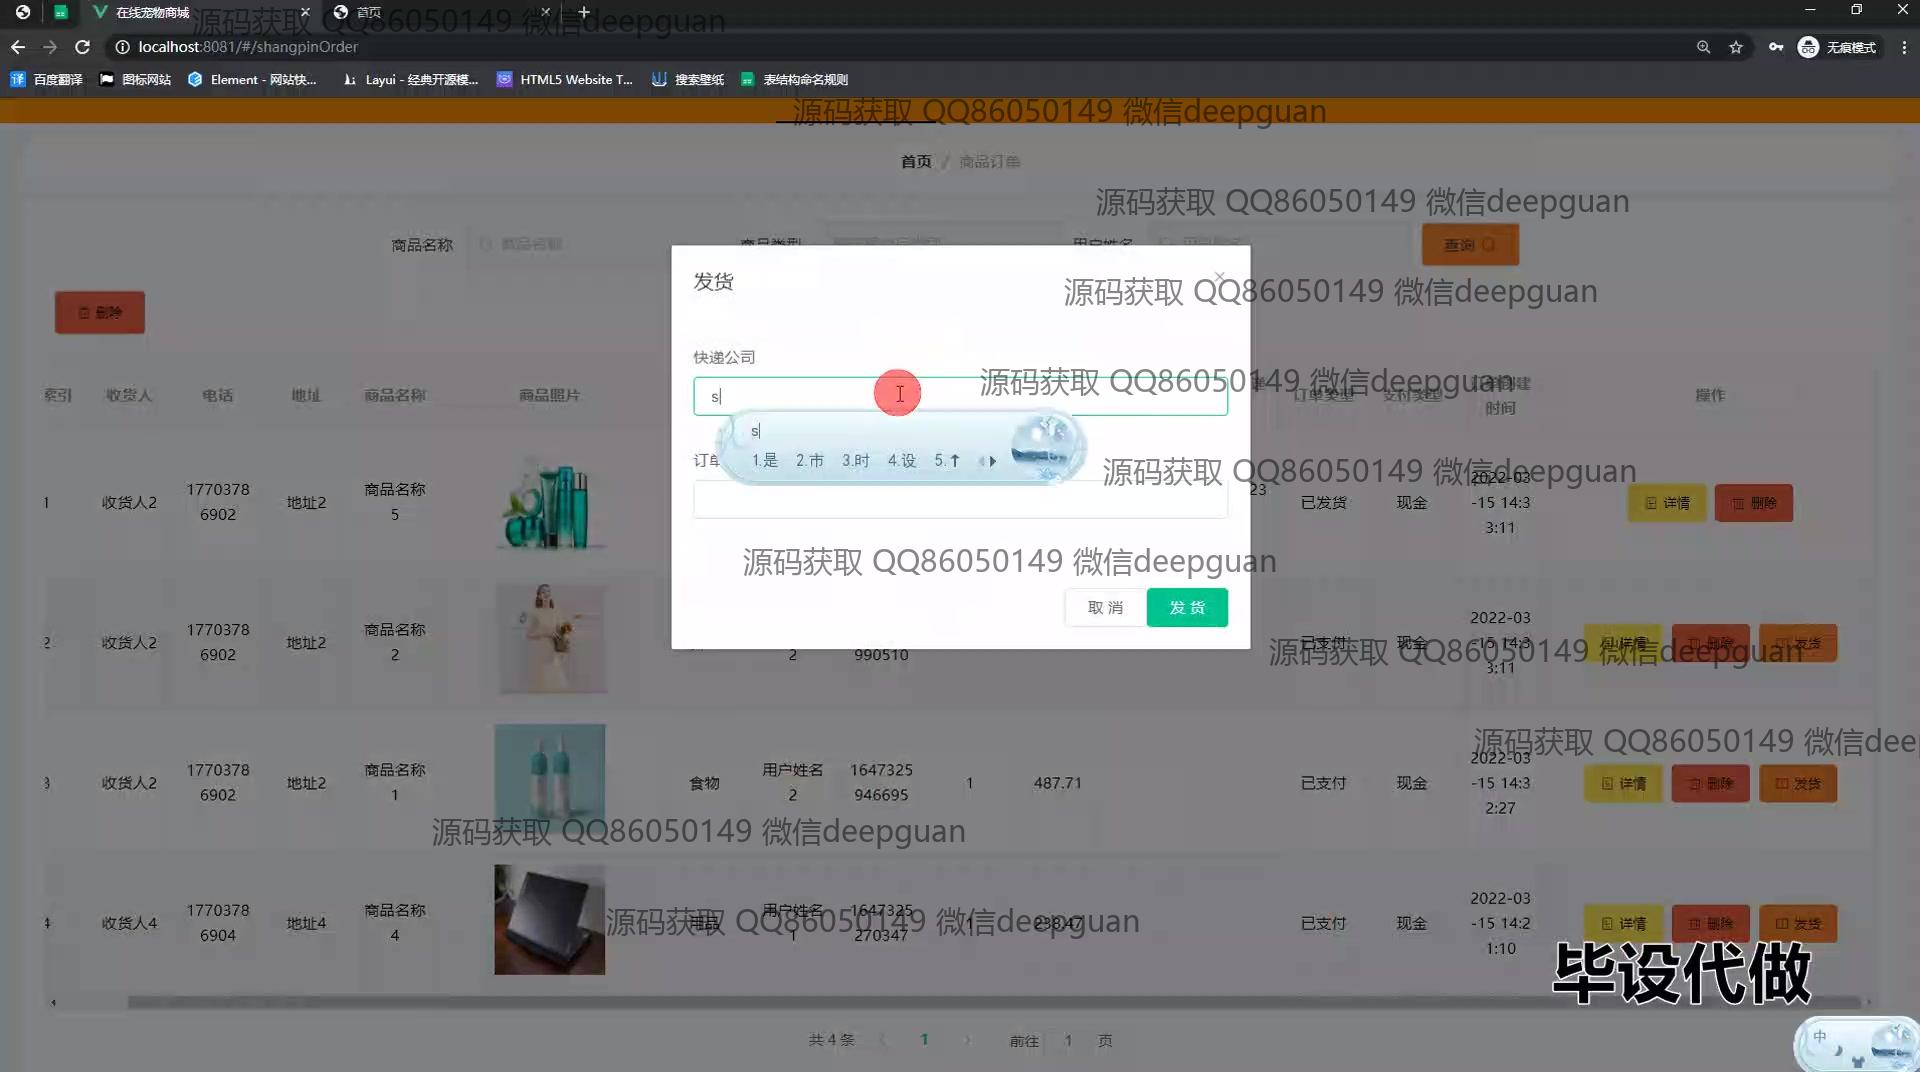 在线宠物商城
首页
localhost:8081/#/shangpinOrder
无痕模式
百度翻译
图标网站
Element - 网站快...
Layui - 经典开源模...
HTML5 Website T...
搜索壁纸
表结构命名规则
源码获取 QQ86050149 微信deepguan
源码获取 QQ86050149 微信deepguan
首页 / 商品订单
源码获取 QQ86050149 微信deepguan
商品名称 商品名称 商品类型 用户姓名 查询
发货
源码获取 QQ86050149 微信deepguan
删除
快递公司
s
源码获取 QQ86050149 微信deepguan
索引 收货人 电话 地址 商品名称 商品照片 订单类型 支付类型 订单创建时间 操作
s
1.是 2.市 3.时 4.设 5.↑
订单
源码获取 QQ86050149 微信deepguan
1 收货人2 17703786902 地址2 商品名称5 23 已发货 现金 2022-03-15 14:33:11 详情 删除
源码获取 QQ86050149 微信deepguan
取消 发货
2 收货人2 17703786902 地址2 商品名称2 2 990510 已支付 现金 2022-03-15 14:33:11 详情 删除 发货
源码获取 QQ86050149 微信deepguan
源码获取 QQ86050149 微信dee
3 收货人2 17703786902 地址2 商品名称1 食物 用户姓名2 1647325946695 1 487.71 已支付 现金 2022-03-15 14:32:27 详情 删除 发货
源码获取 QQ86050149 微信deepguan
4 收货人4 17703786904 地址4 商品名称4 用品 用户姓名1 1647325270347 1 238.47 已支付 现金 2022-03-15 14:21:10 详情 删除 发货
源码获取 QQ86050149 微信deepguan
毕设代做
共 4 条 1 前往 1 页
中